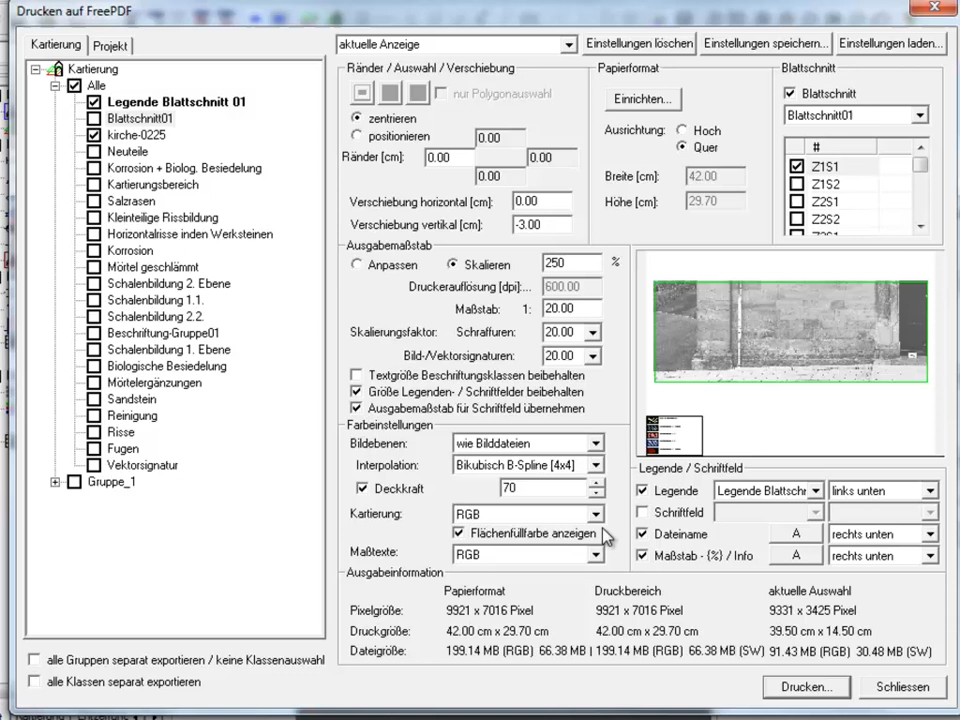 Drucken auf FreePDF
Kartierung
Projekt
Kartierung
Alle
Legende Blattschnitt 01
Blattschnitt01
kirche-0225
Neuteile
Korrosion + Biolog. Besiedelung
Kartierungsbereich
Salzrasen
Kleinteilige Rissbildung
Horizontalrisse inden Werksteinen
Korrosion
Mörtel geschlämmt
Schalenbildung 2. Ebene
Schalenbildung 1.1.
Schalenbildung 2.2.
Beschriftung-Gruppe01
Schalenbildung 1. Ebene
Biologische Besiedelung
Mörtelergänzungen
Sandstein
Reinigung
Risse
Fugen
Vektorsignatur
Gruppe_1
alle Gruppen separat exportieren / keine Klassenauswahl
alle Klassen separat exportieren
aktuelle Anzeige
Einstellungen löschen
Einstellungen speichern...
Einstellungen laden...
Ränder / Auswahl / Verschiebung
nur Polygonauswahl
zentrieren
positionieren
0.00
Ränder [cm]:
0.00
0.00
0.00
Verschiebung horizontal [cm]:
0.00
Verschiebung vertikal [cm]:
-3.00
Papierformat
Einrichten...
Ausrichtung:
Hoch
Quer
Breite [cm]:
42.00
Höhe [cm]:
29.70
Blattschnitt
Blattschnitt
Blattschnitt01
#
Z1S1
Z1S2
Z2S1
Z2S2
Ausgabemaßstab
Anpassen
Skalieren
250
%
Druckerauflösung [dpi]:...
600.00
Maßstab: 1:
20.00
Skalierungsfaktor:
Schraffuren:
20.00
Bild-/Vektorsignaturen:
20.00
Textgröße Beschriftungsklassen beibehalten
Größe Legenden- / Schriftfelder beibehalten
Ausgabemaßstab für Schriftfeld übernehmen
Farbeinstellungen
Bildebenen:
wie Bilddateien
Interpolation:
Bikubisch B-Spline [4x4]
Deckkraft
70
Kartierung:
RGB
Flächenfüllfarbe anzeigen
Maßtexte:
RGB
Legende / Schriftfeld
Legende
Legende Blattschr
links unten
Schriftfeld
Dateiname
A
rechts unten
Maßstab - {%} / Info
A
rechts unten
Ausgabeinformation
Papierformat
Druckbereich
aktuelle Auswahl
Pixelgröße:
9921 x 7016 Pixel
9921 x 7016 Pixel
9331 x 3425 Pixel
Druckgröße:
42.00 cm x 29.70 cm
42.00 cm x 29.70 cm
39.50 cm x 14.50 cm
Dateigröße:
199.14 MB (RGB) 66.38 MB |
199.14 MB (RGB) 66.38 MB (SW)
91.43 MB (RGB) 30.48 MB (SW)
Drucken...
Schliessen